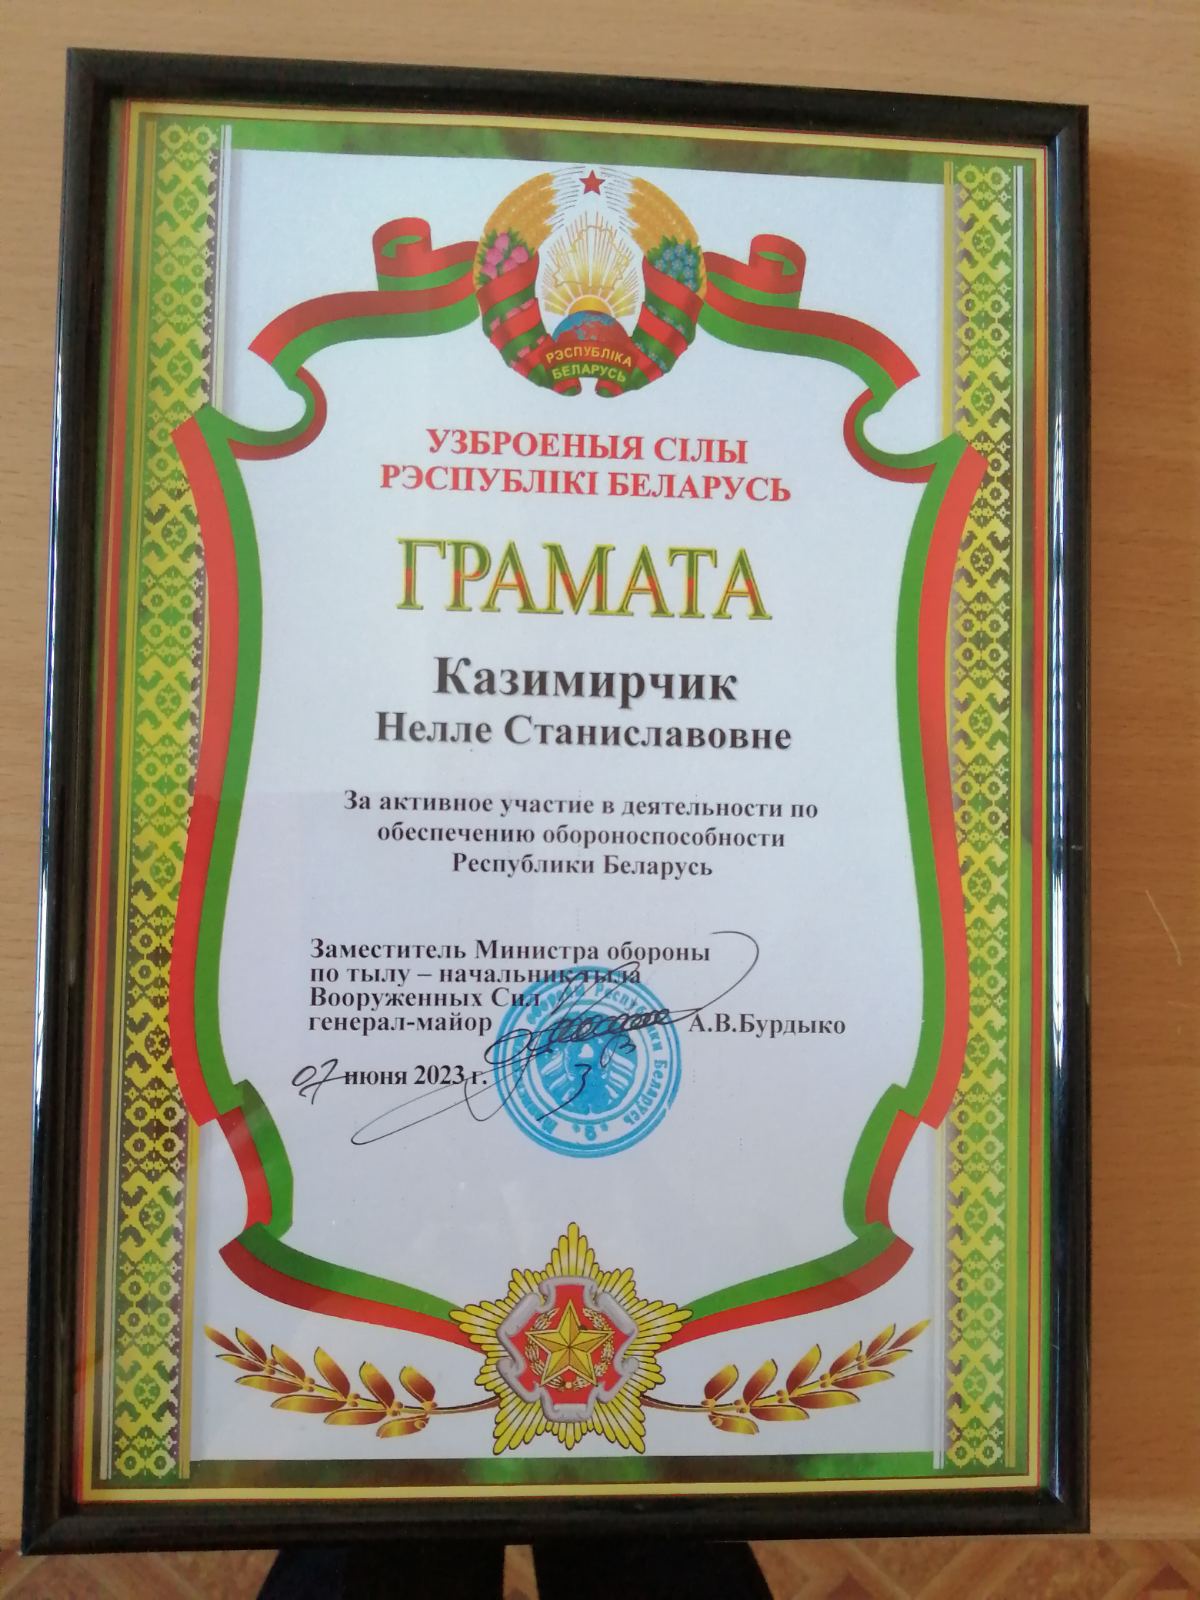 РЭСПУБЛІКА
БЕЛАРУСЬ
УЗБРОЕНЫЯ СІЛЫ
РЭСПУБЛІКІ БЕЛАРУСЬ
ГРАМАТА
Казимирчик
Нелле Станиславовне
За активное участие в деятельности по
обеспечению обороноспособности
Республики Беларусь
Заместитель Министра обороны
по тылу – начальник тыла
Вооруженных Сил
генерал-майор А.В.Бурдыко
07 июня 2023 г.